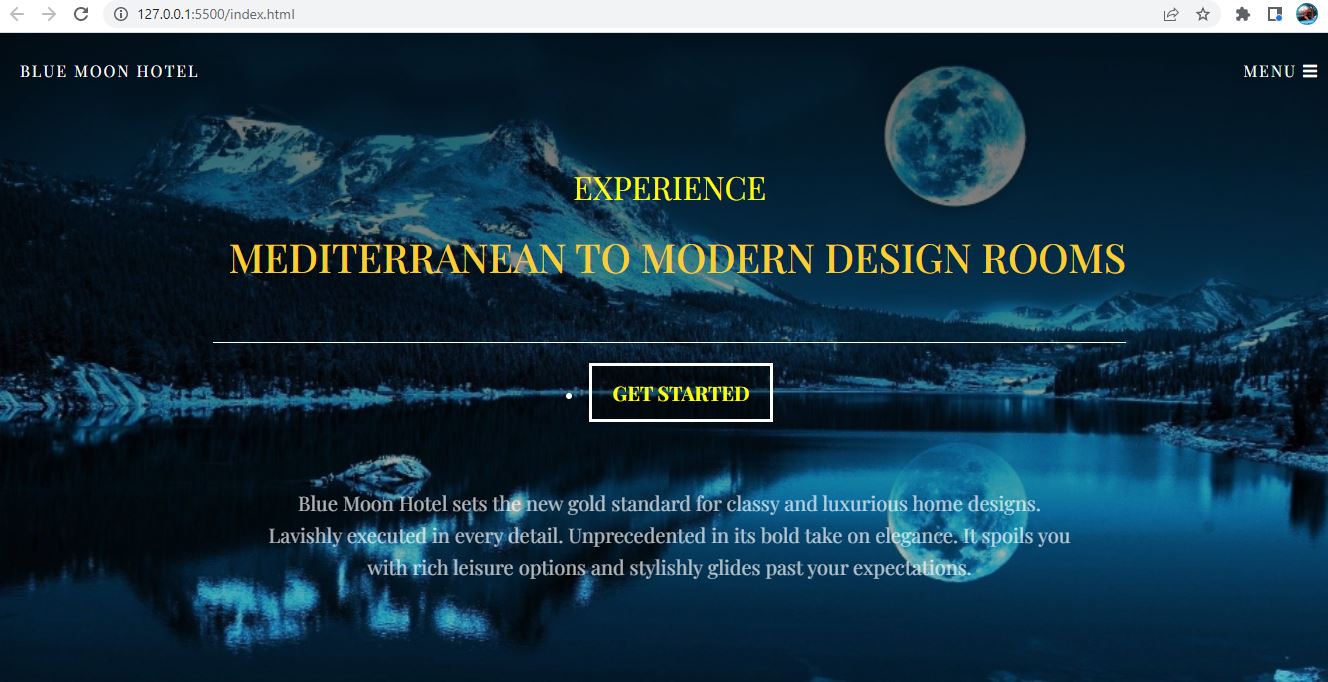 127.0.0.1:5500/index.html
BLUE MOON HOTEL
MENU
EXPERIENCE
MEDITERRANEAN TO MODERN DESIGN ROOMS
GET STARTED
Blue Moon Hotel sets the new gold standard for classy and luxurious home designs.
Lavishly executed in every detail. Unprecedented in its bold take on elegance. It spoils you
with rich leisure options and stylishly glides past your expectations.